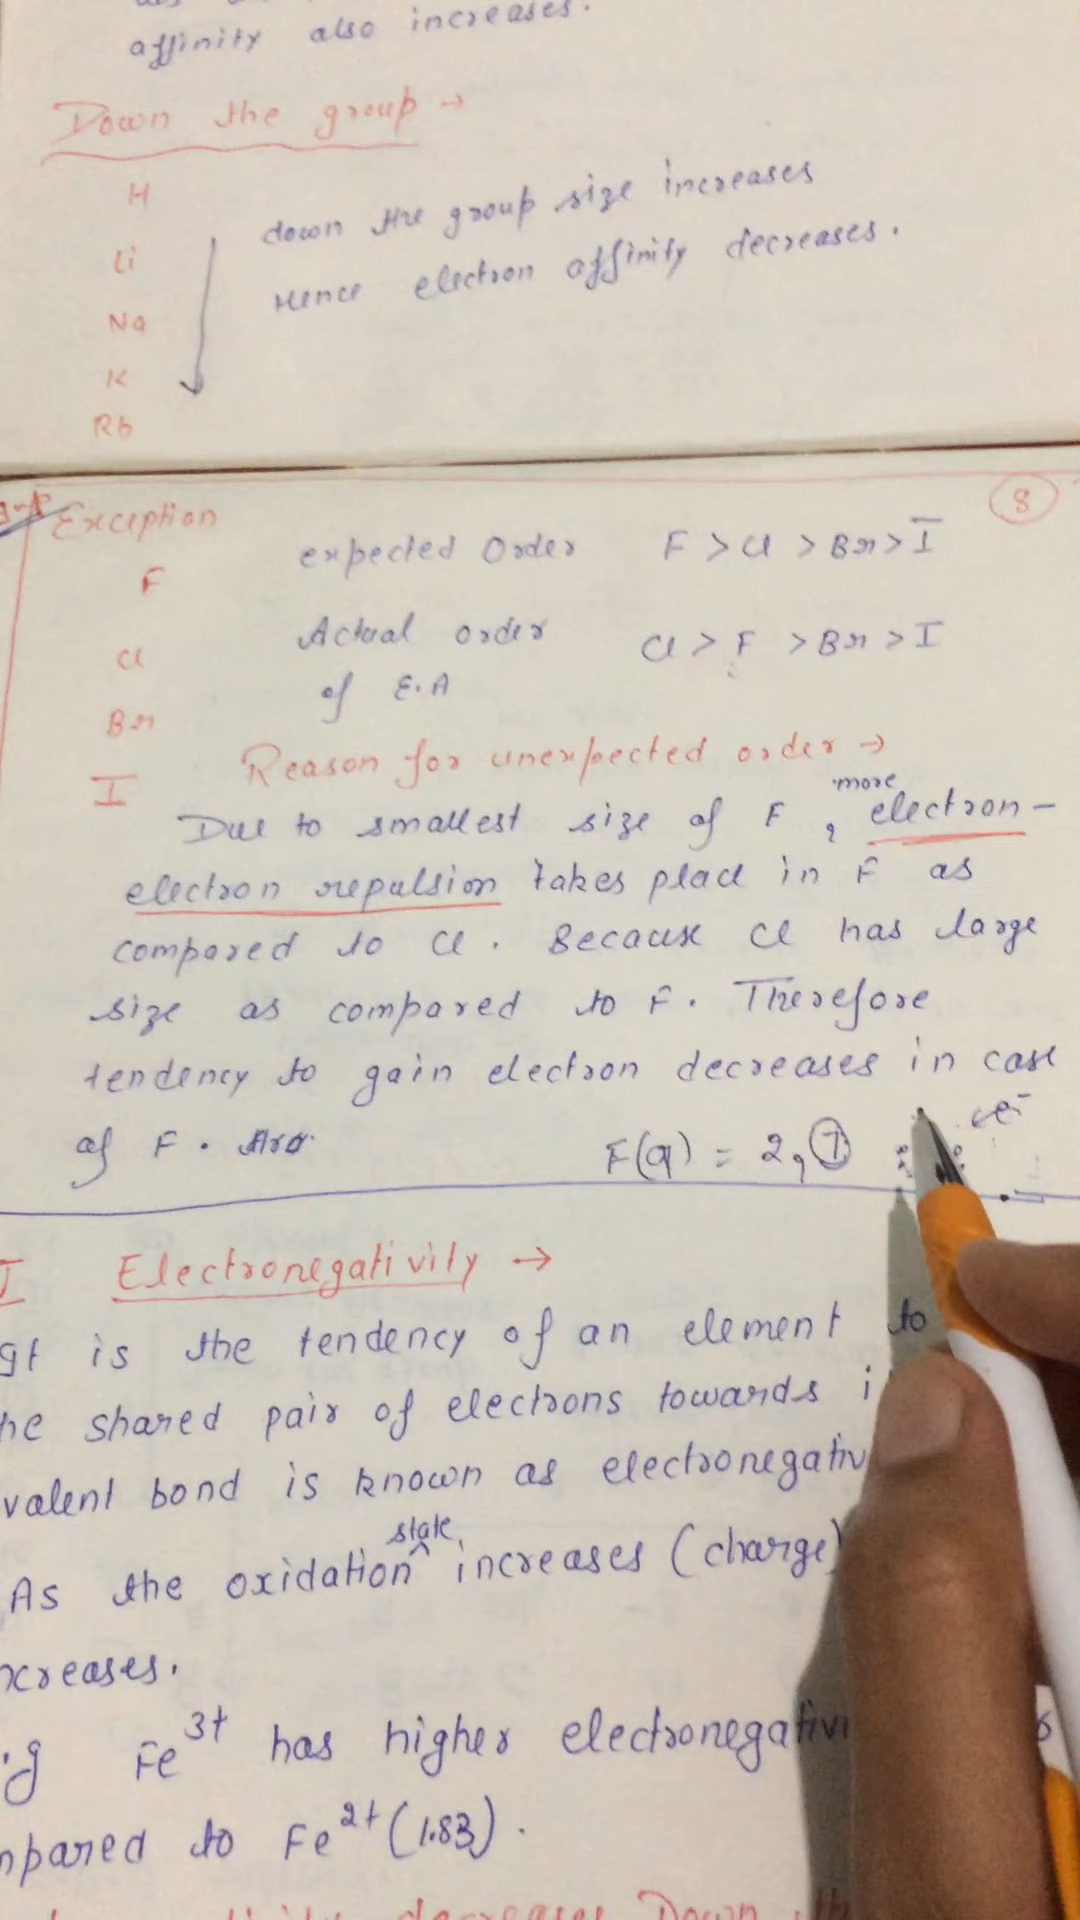 affinity also increases.
Down the group →
H
Li
Na
K
Rb
down the group size increases
Hence electron affinity decreases.
8
Exception
F
Cl
Br
I
expected Order F > Cl > Br > I
Actual order Cl > F > Br > I
of E.A
Reason for unexpected order →
Due to smallest size of F , more electron-
electron repulsion takes place in F as
compared to Cl . Because Cl has large
size as compared to F . Therefore
tendency to gain electron decreases in case
of F .
F(9) = 2, 7
e-
I Electronegativity →
It is the tendency of an element to
he shared pair of electrons towards
valent bond is known as electronegativ
As the oxidation state increases (charge)
ncreases.
Fe3+ has higher electronegativi
mpared to Fe2+ (1.83).
decreases Down